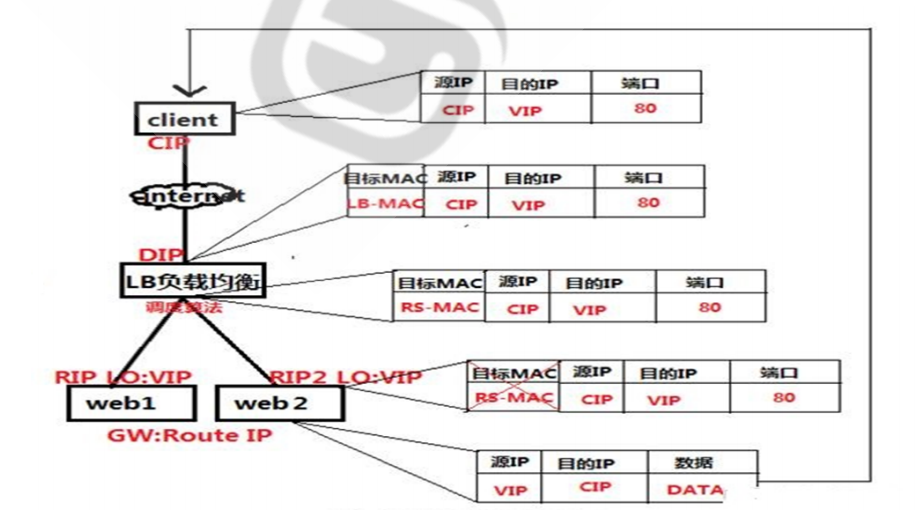 源IP 目的IP 端口
CIP VIP 80
client
CIP
目标MAC 源IP 目的IP 端口
LB-MAC CIP VIP 80
internet
DIP
LB负载均衡
目标MAC 源IP 目的IP 端口
RS-MAC CIP VIP 80
调度算法
RIP LO:VIP RIP2 LO:VIP
目标MAC 源IP 目的IP 端口
RS-MAC CIP VIP 80
web1 web2
GW:Route IP
源IP 目的IP 数据
VIP CIP DATA